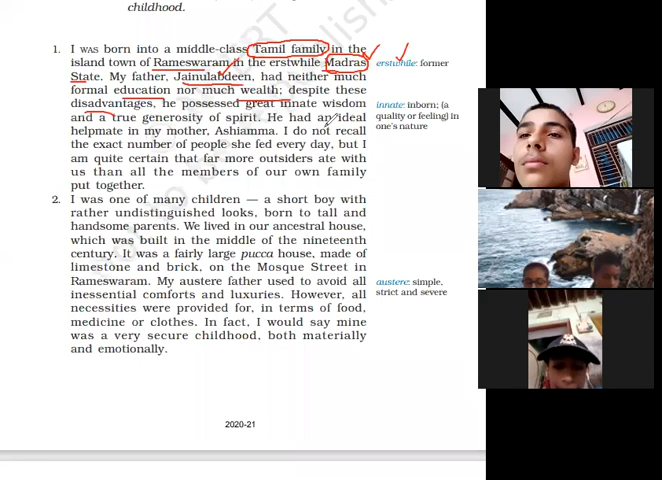 childhood.
1. I was born into a middle-class Tamil family in the
island town of Rameswaram in the erstwhile Madras
erstwhile: former
State. My father, Jainulabdeen, had neither much
formal education nor much wealth; despite these
disadvantages, he possessed great innate wisdom
innate: inborn; (a
quality or feeling) in
one's nature
and a true generosity of spirit. He had an ideal
helpmate in my mother, Ashiamma. I do not recall
the exact number of people she fed every day, but I
am quite certain that far more outsiders ate with
us than all the members of our own family
put together.
2. I was one of many children — a short boy with
rather undistinguished looks, born to tall and
handsome parents. We lived in our ancestral house,
which was built in the middle of the nineteenth
century. It was a fairly large pucca house, made of
limestone and brick, on the Mosque Street in
Rameswaram. My austere father used to avoid all
austere: simple,
strict and severe
inessential comforts and luxuries. However, all
necessities were provided for, in terms of food,
medicine or clothes. In fact, I would say mine
was a very secure childhood, both materially
and emotionally.
2020-21